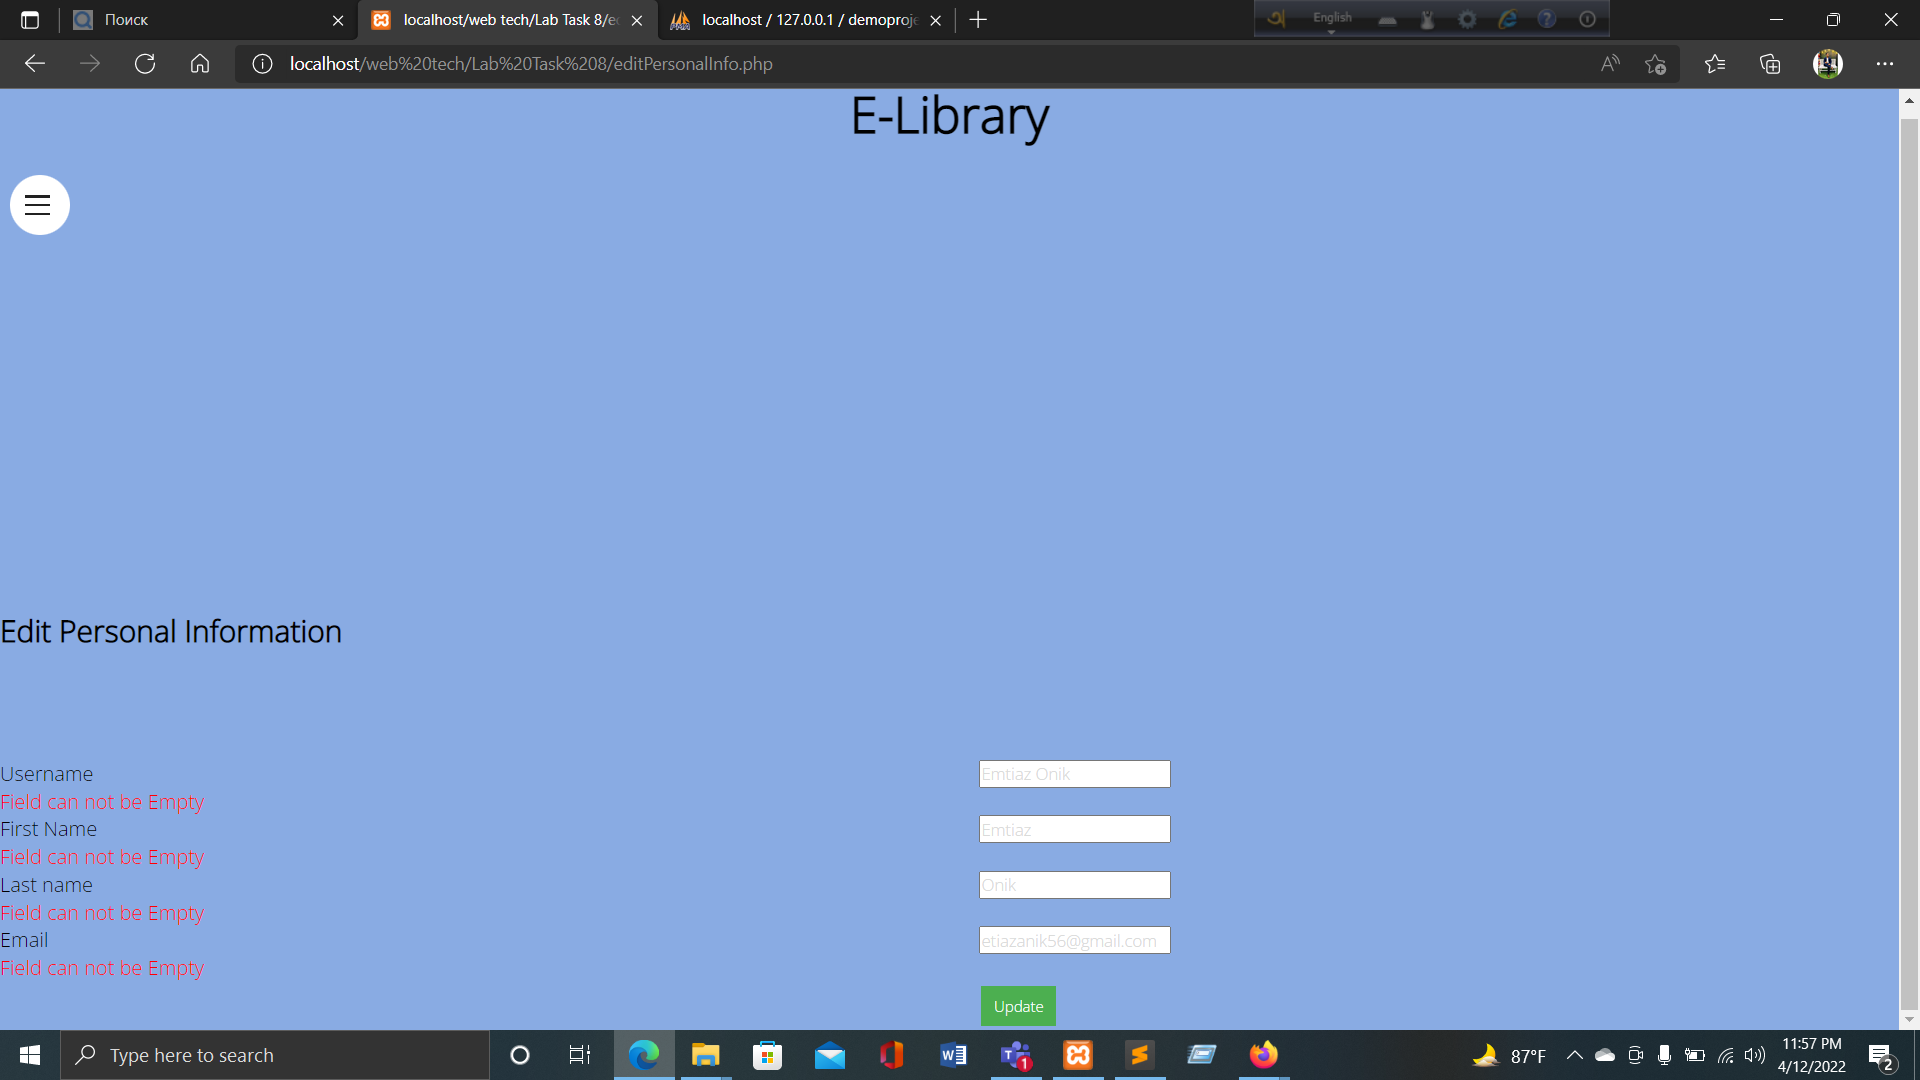 Поиск
localhost/web tech/Lab Task 8/e
localhost / 127.0.0.1 / demoproj
English
localhost/web%20tech/Lab%20Task%208/editPersonalInfo.php
E-Library
Edit Personal Information
Username
Emtiaz Onik
Field can not be Empty
First Name
Emtiaz
Field can not be Empty
Last name
Onik
Field can not be Empty
Email
etiazanik56@gmail.com
Field can not be Empty
Update
Type here to search
1
87°F
11:57 PM
4/12/2022
2